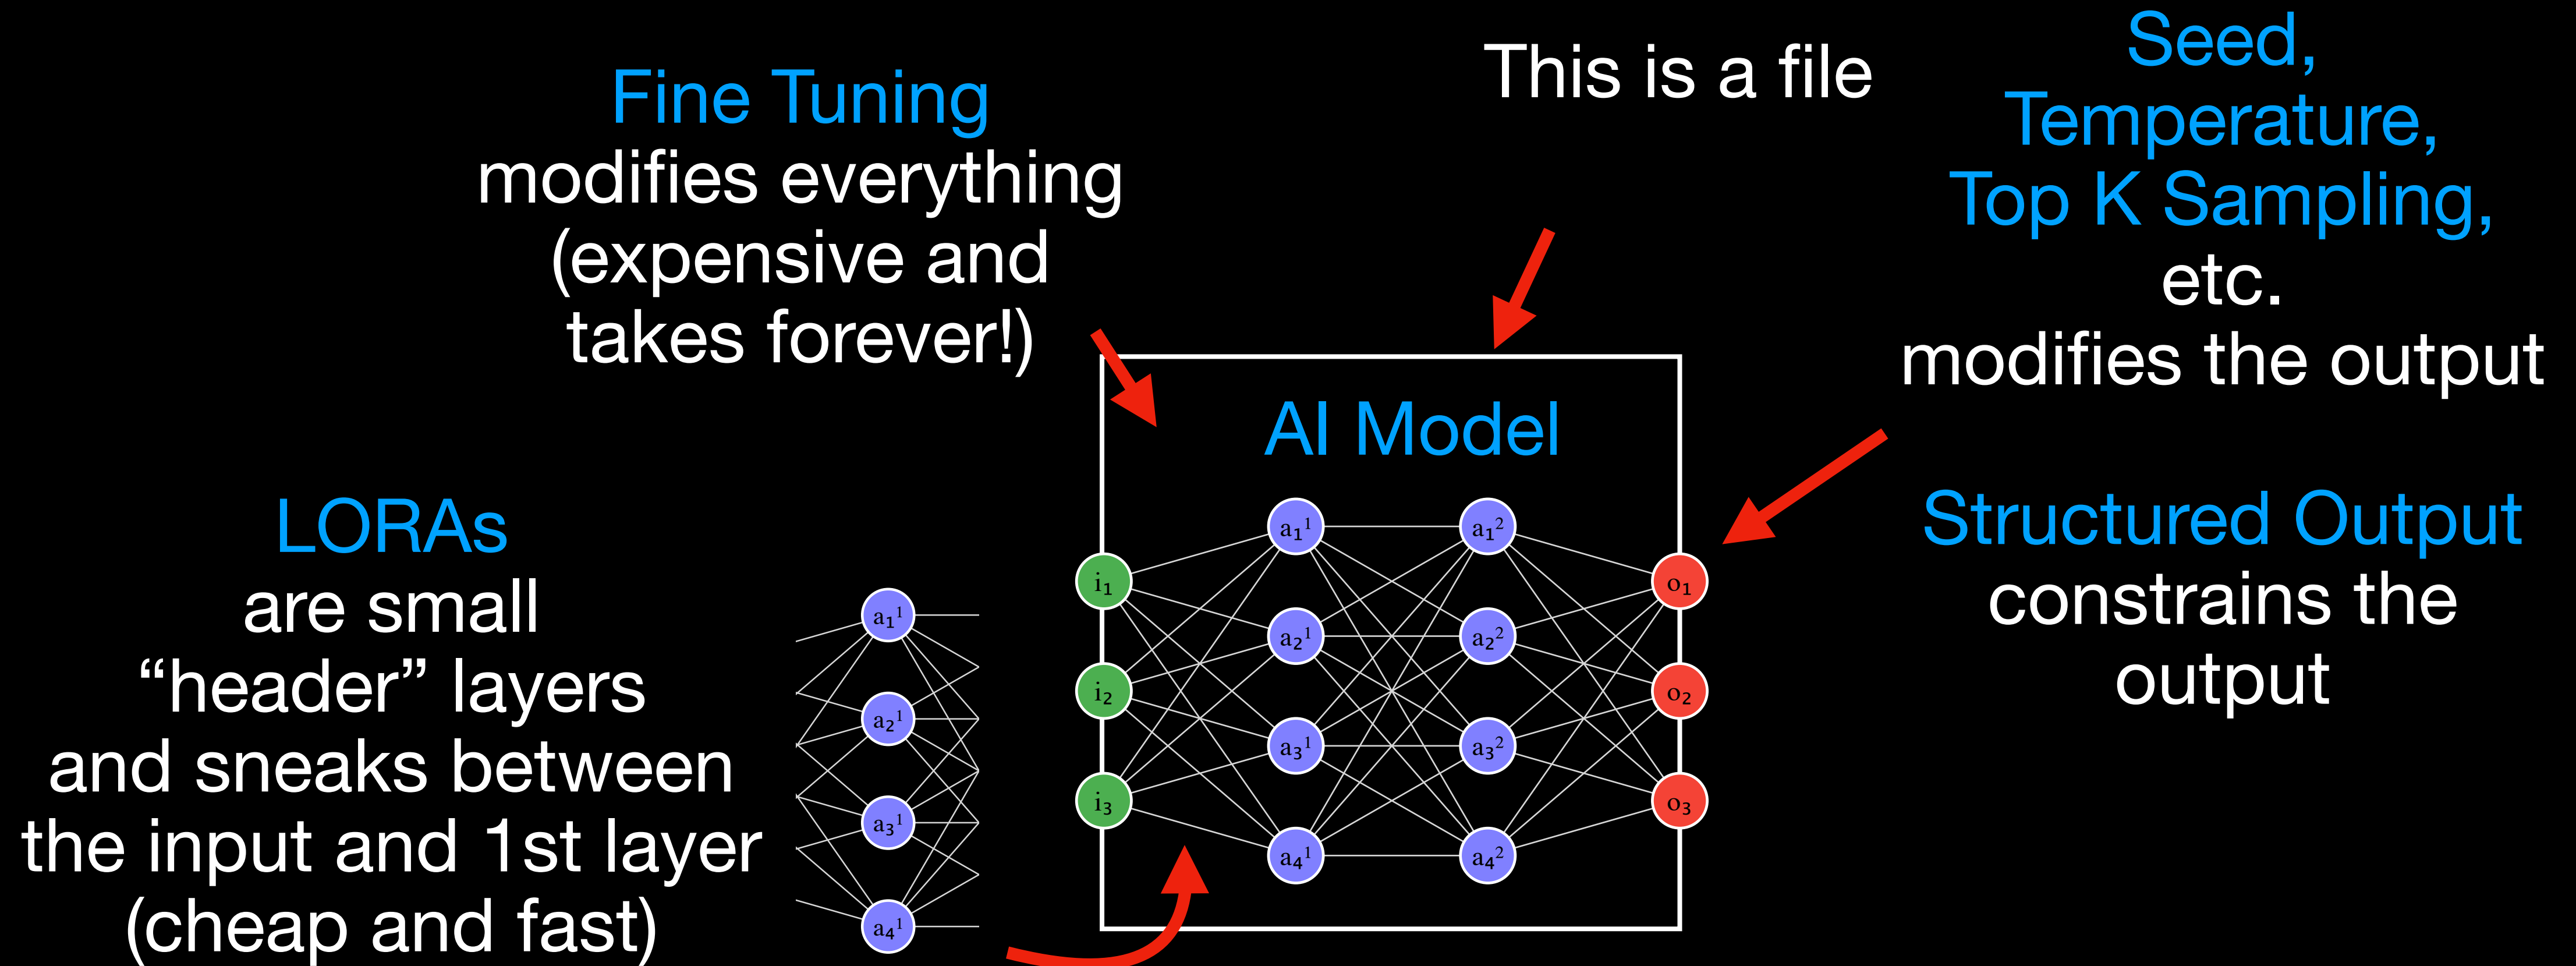 Fine Tuning
modifies everything
(expensive and
takes forever!)
This is a file
Seed,
Temperature,
Top K Sampling,
etc.
modifies the output
Structured Output
constrains the
output
LORAs
are small
“header” layers
and sneaks between
the input and 1st layer
(cheap and fast)
a₁¹
a₂¹
a₃¹
a₄¹
AI Model
i₁
i₂
i₃
a₁¹
a₂¹
a₃¹
a₄¹
a₁²
a₂²
a₃²
a₄²
o₁
o₂
o₃